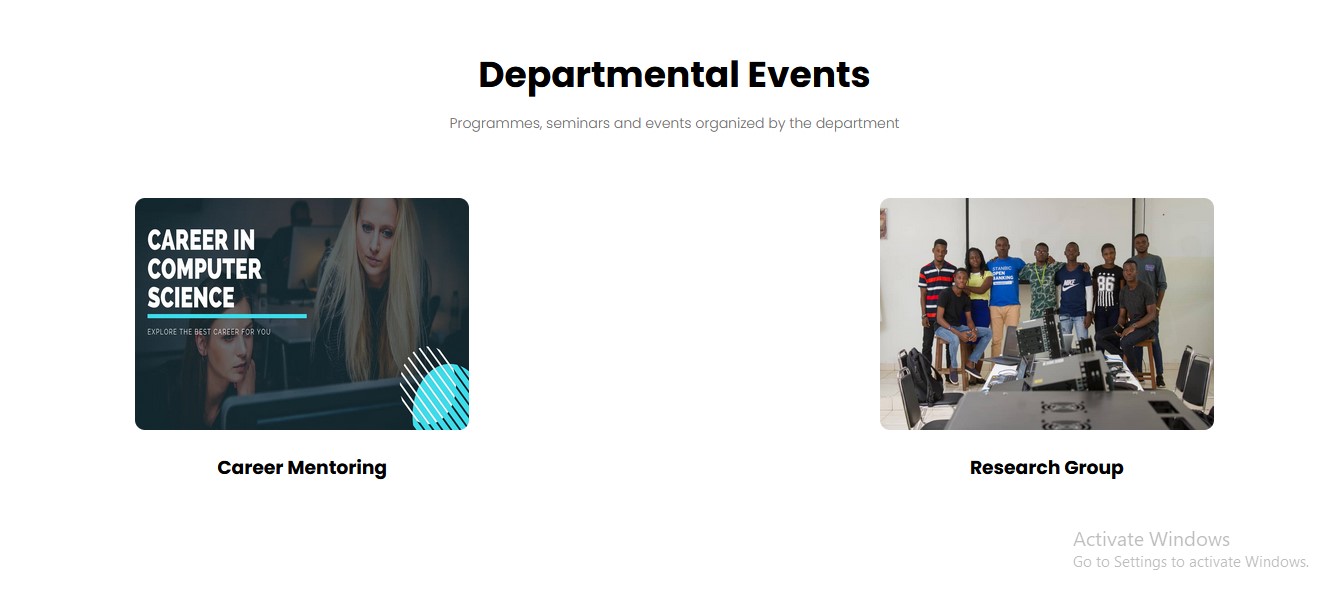 Departmental Events
Programmes, seminars and events organized by the department
CAREER IN
COMPUTER
SCIENCE
EXPLORE THE BEST CAREER FOR YOU
STANBIC
OPEN
BANKING
NIKE
86
Career Mentoring
Research Group
Activate Windows
Go to Settings to activate Windows.